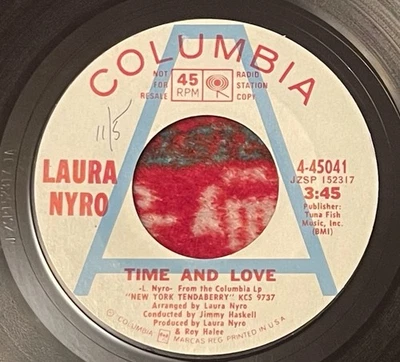 COLUMBIA
NOT FOR RESALE
45 RPM
RADIO STATION COPY
A
11/5
LAURA NYRO
4-45041
JZSP 152317
3:45
Publisher:
Tuna Fish
Music, Inc.
(BMI)
TIME AND LOVE
-L. Nyro- From the Columbia Lp
"NEW YORK TENDABERRY" KCS 9737
Arranged by Laura Nyro
Conducted by Jimmy Haskell
Produced by Laura Nyro
& Roy Halee
© COLUMBIA MARCAS REG. PRINTED IN U.S.A.